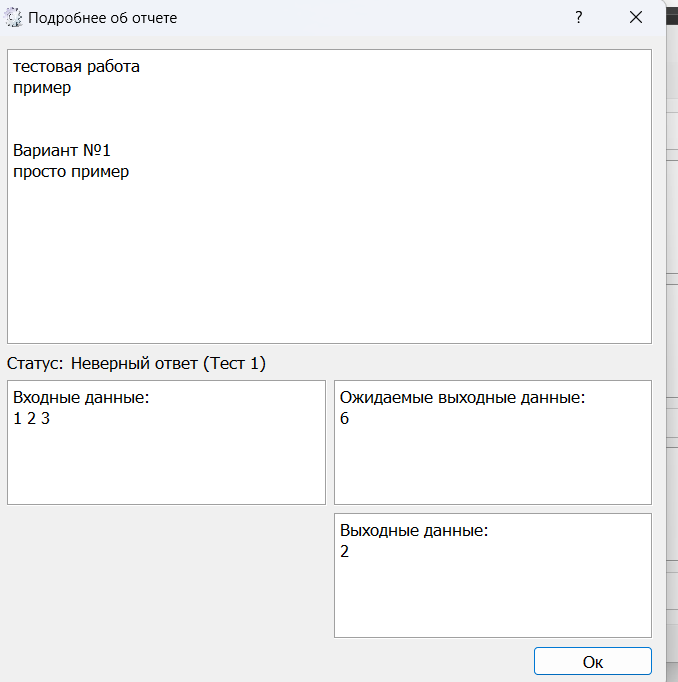 Подробнее об отчете
?
тестовая работа
пример
Вариант №1
просто пример
Статус: Неверный ответ (Тест 1)
Входные данные:
1 2 3
Ожидаемые выходные данные:
6
Выходные данные:
2
Ок